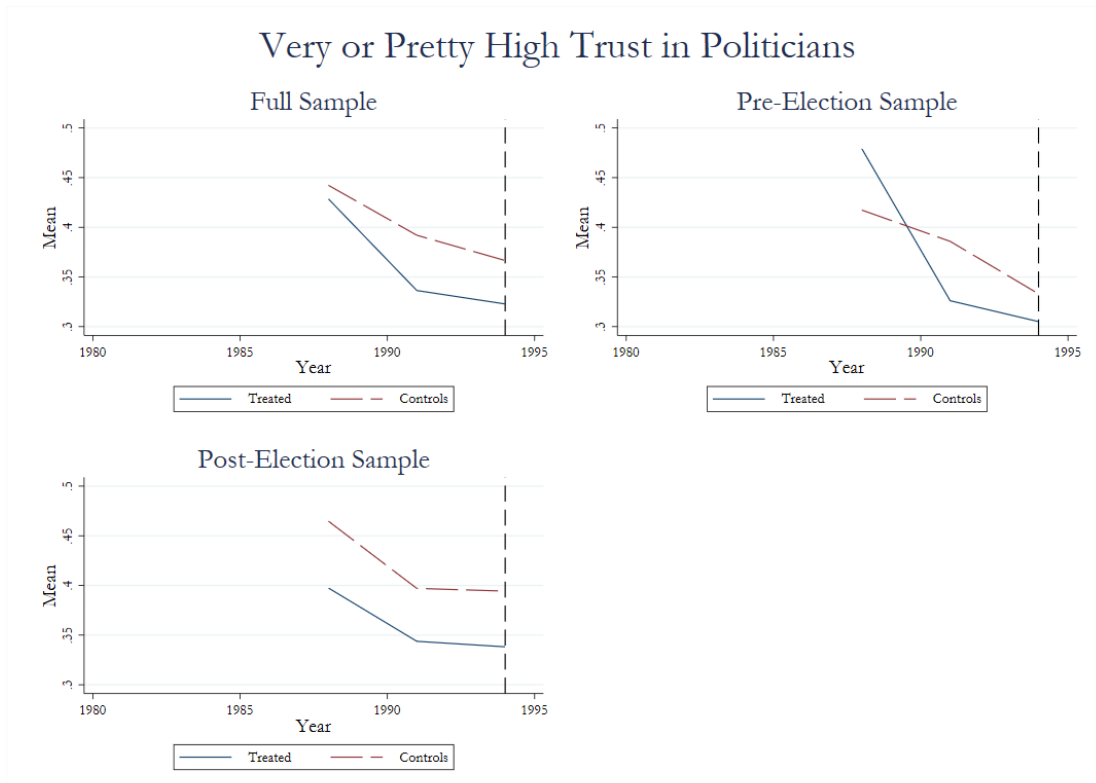 Very or Pretty High Trust in Politicians
Full Sample
.5
.45
.4
.35
.3
Mean
1980 1985 1990 1995
Year
Treated Controls
Pre-Election Sample
.5
.45
.4
.35
.3
Mean
1980 1985 1990 1995
Year
Treated Controls
Post-Election Sample
.5
.45
.4
.35
.3
Mean
1980 1985 1990 1995
Year
Treated Controls